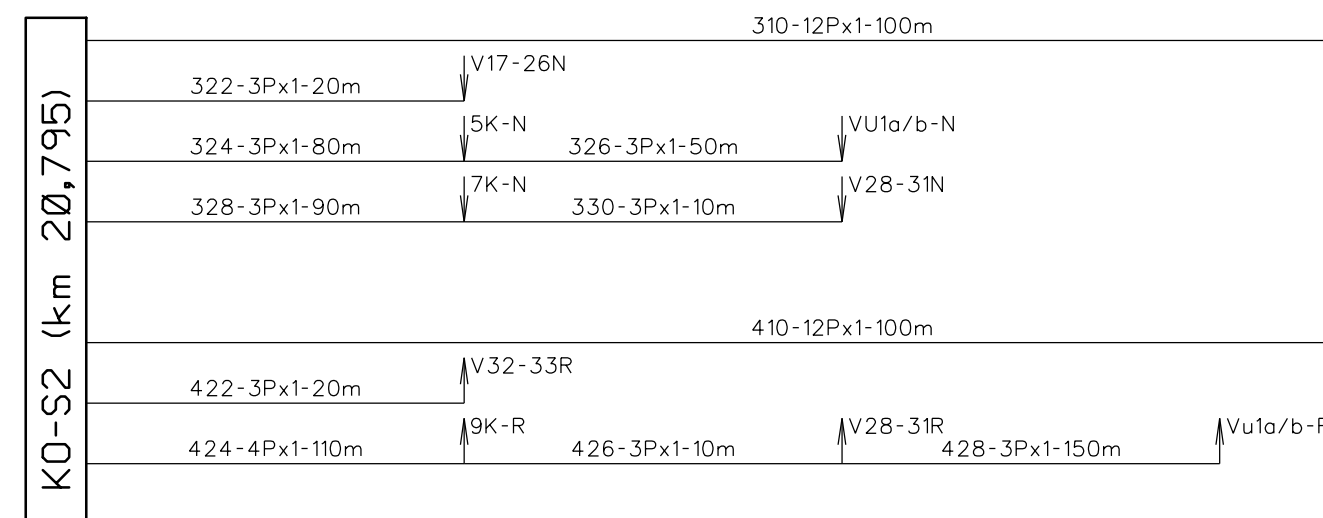 KO-S2 (km 20,795)
310-12Px1-100m
V17-26N
322-3Px1-20m
5K-N
VU1a/b-N
324-3Px1-80m
326-3Px1-50m
7K-N
V28-31N
328-3Px1-90m
330-3Px1-10m
410-12Px1-100m
V32-33R
422-3Px1-20m
9K-R
V28-31R
Vu1a/b-R
424-4Px1-110m
426-3Px1-10m
428-3Px1-150m